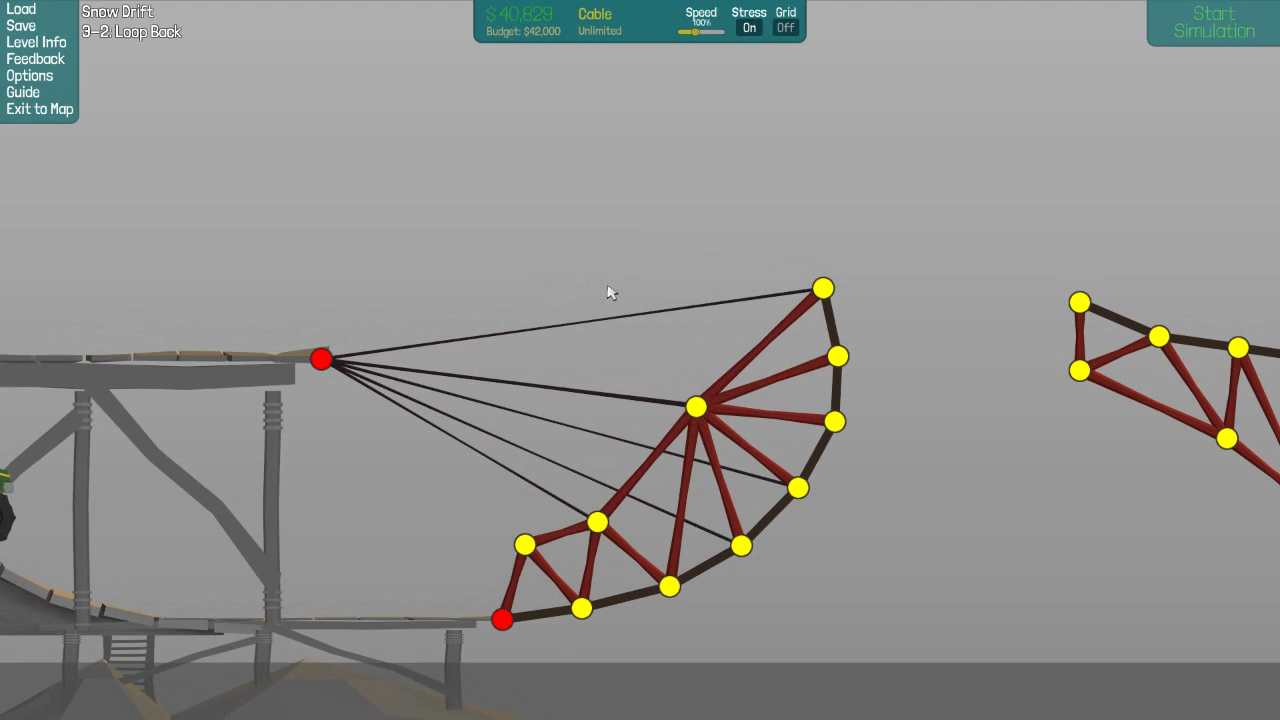 Load
Save
Level Info
Feedback
Options
Guide
Exit to Map
Snow Drift
3-2: Loop Back
$ 40,829
Budget: $42,000
Cable
Unlimited
Speed
100%
Stress
On
Grid
Off
Start
Simulation